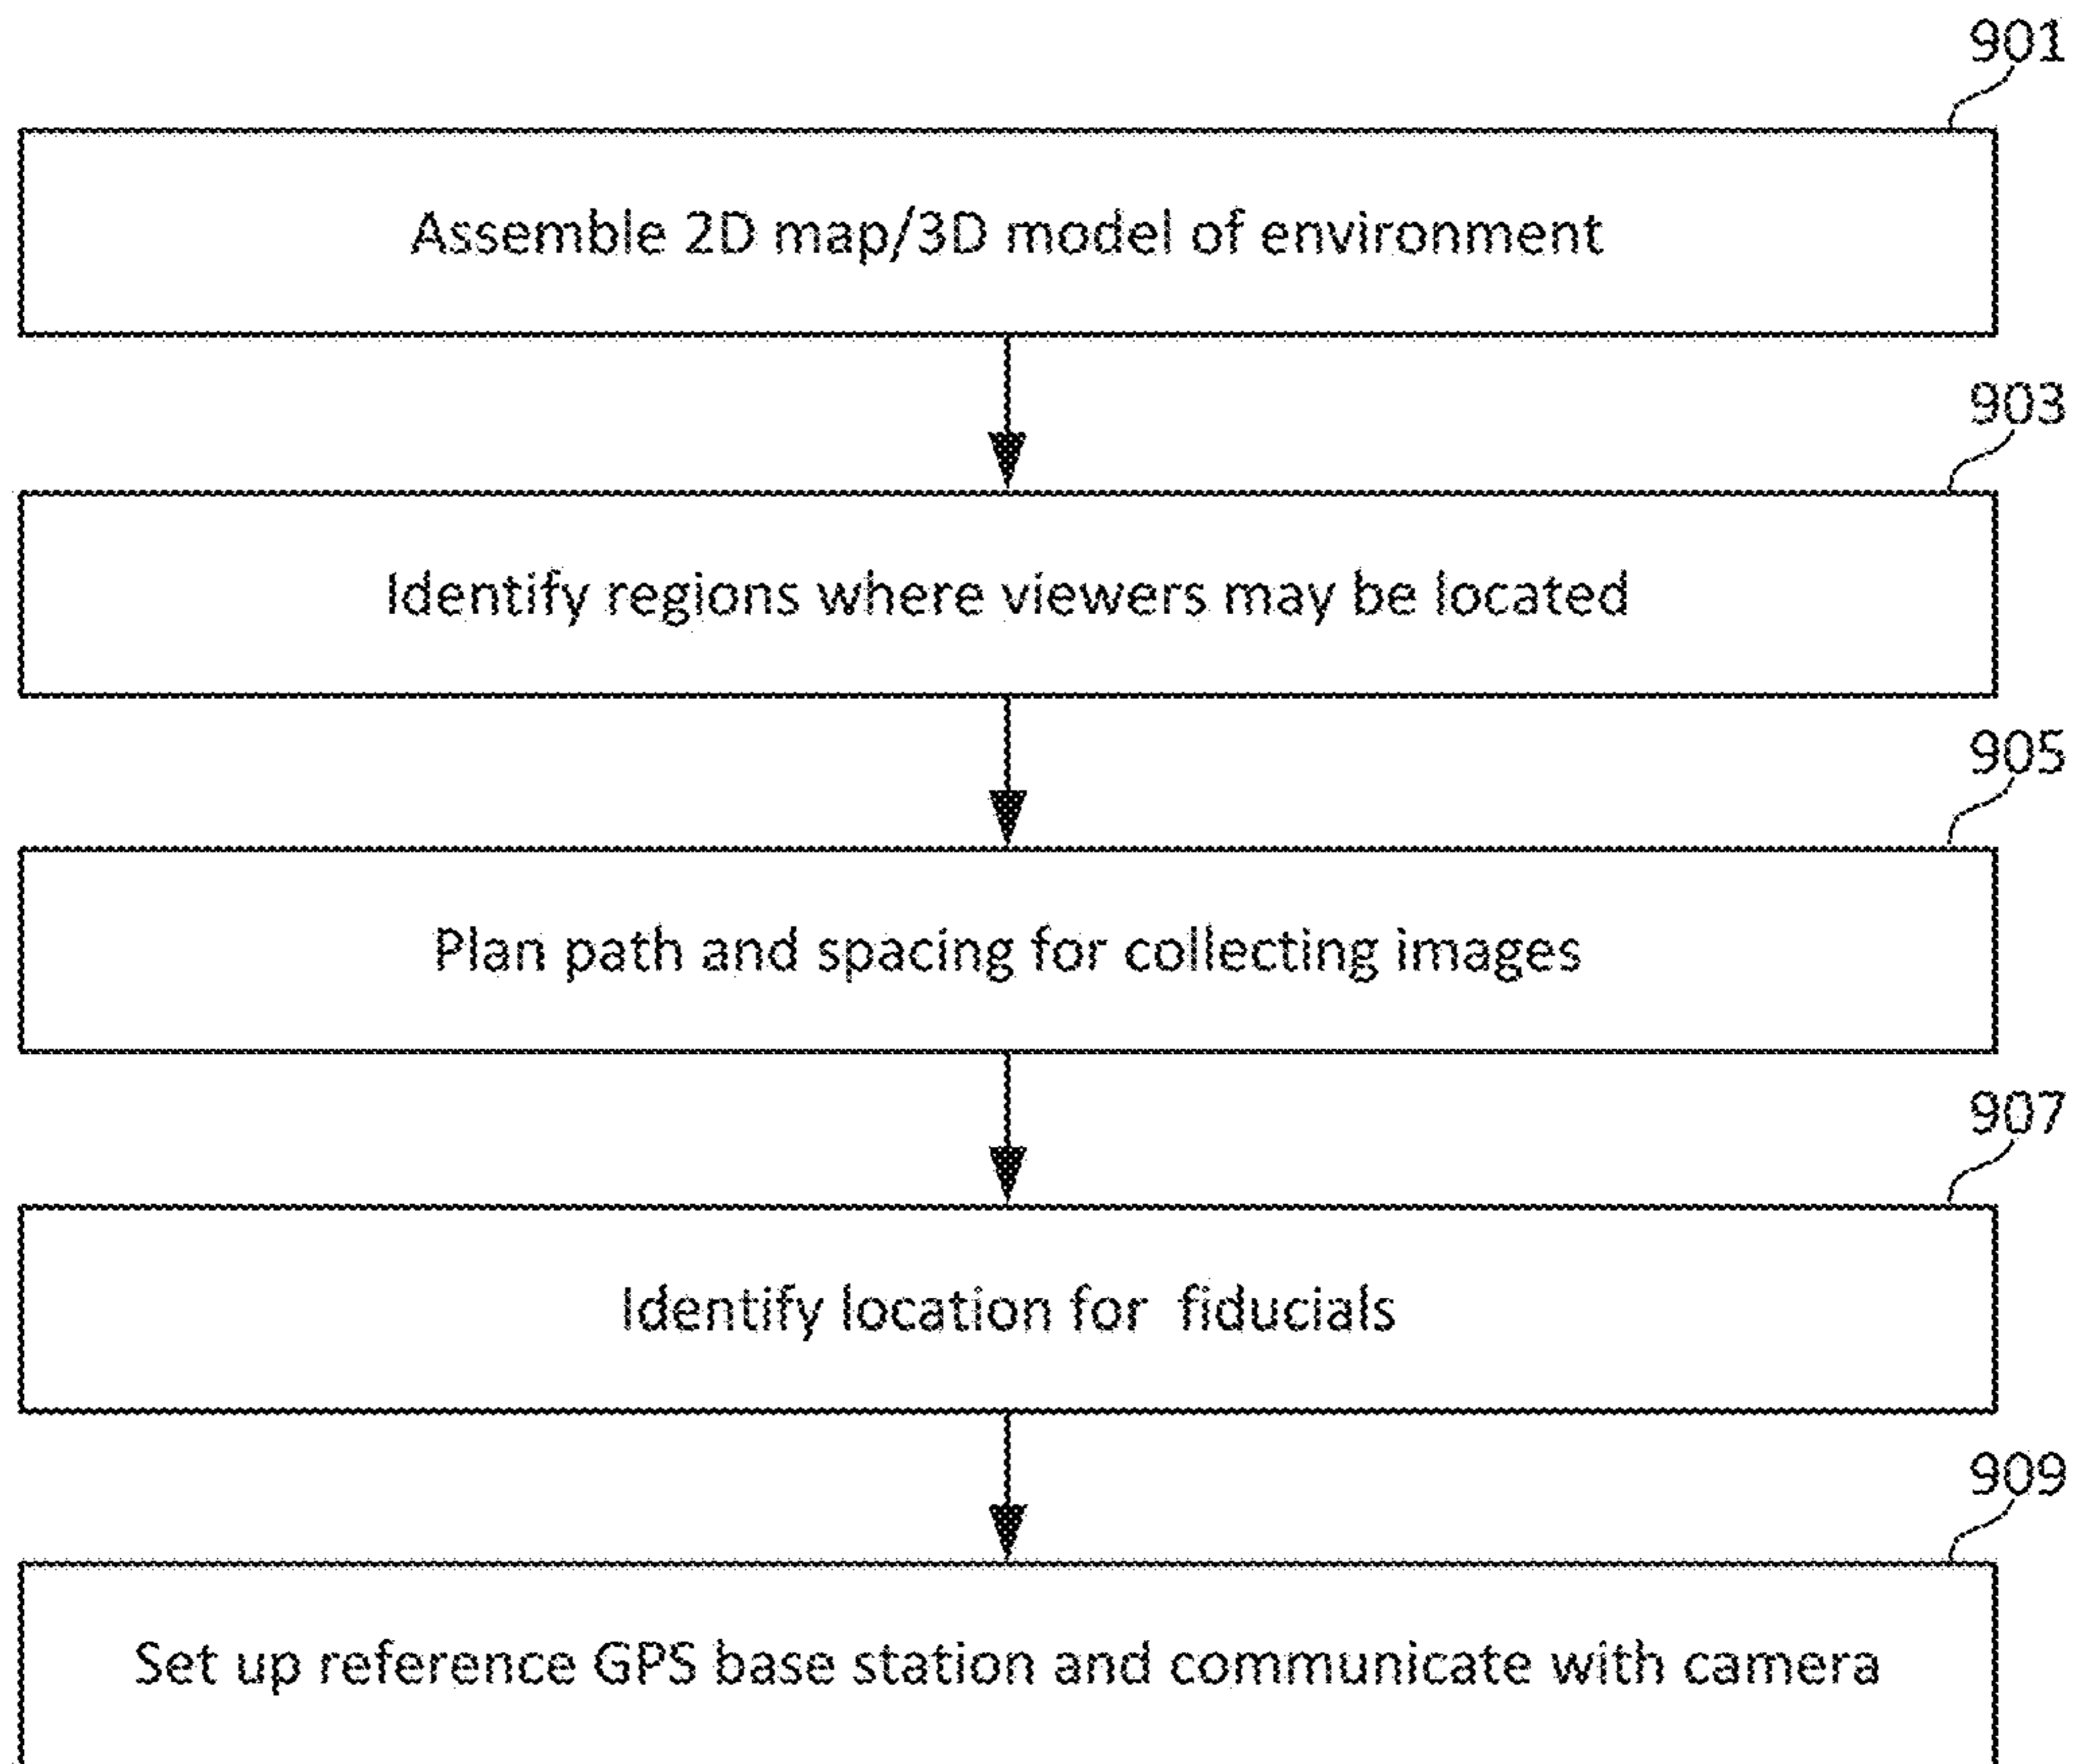 901
Assemble 2D map/3D model of environment
903
Identify regions where viewers may be located
905
Plan path and spacing for collecting images
907
Identify location for fiducials
909
Set up reference GPS base station and communicate with camera